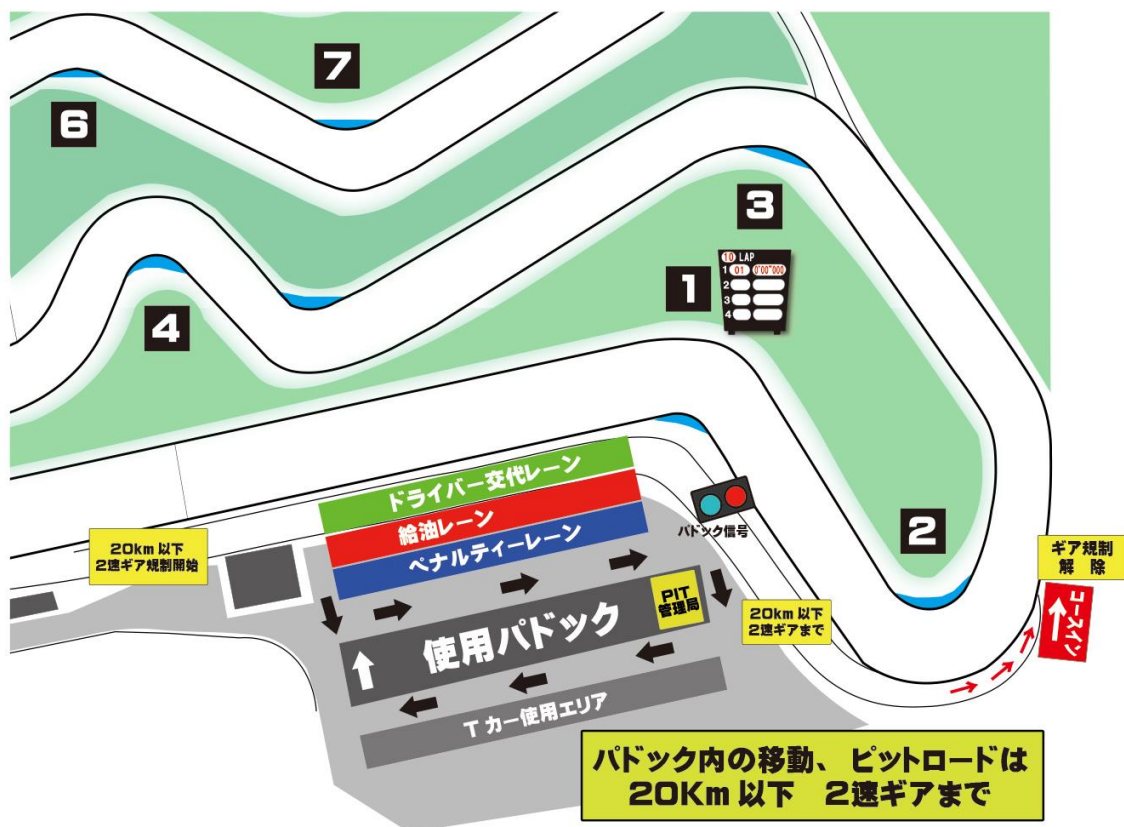 7
6
3
10 LAP
1 01 0'00"000
2
3
4
1
4
2
ドライバー交代レーン
給油レーン
ペナルティーレーン
パドック信号
20km 以下
2速ギア規制開始
ギア規制
解 除
コースイン
PIT
管理局
20km 以下
2速ギアまで
使用パドック
T カー使用エリア
パドック内の移動、ピットロードは
20Km 以下 2速ギアまで